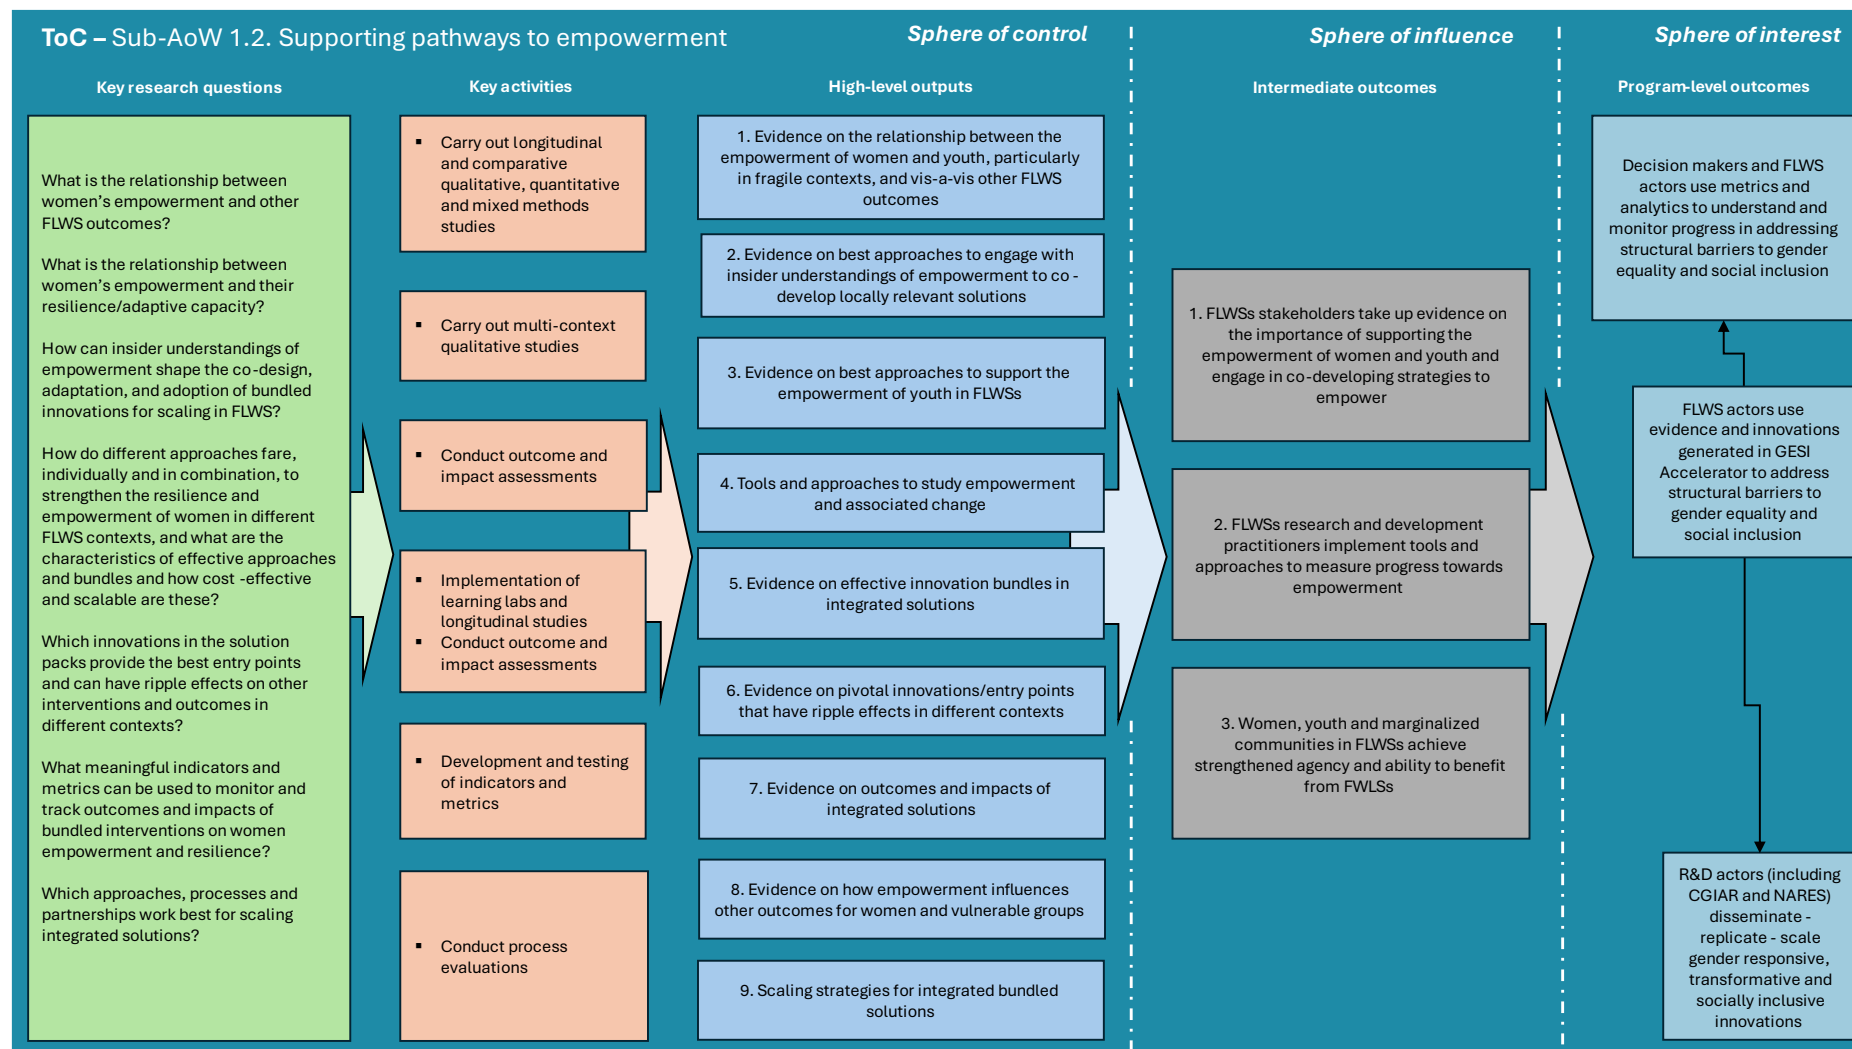 ToC – Sub-AoW 1.2. Supporting pathways to empowerment
Sphere of control
Sphere of influence
Sphere of interest
Key research questions
Key activities
High-level outputs
Intermediate outcomes
Program-level outcomes
What is the relationship between
women's empowerment and other
FLWS outcomes?
What is the relationship between
women's empowerment and their
resilience/adaptive capacity?
How can insider understandings of
empowerment shape the co-design,
adaptation, and adoption of bundled
innovations for scaling in FLWS?
How do different approaches fare,
individually and in combination, to
strengthen the resilience and
empowerment of women in different
FLWS contexts, and what are the
characteristics of effective approaches
and bundles and how cost -effective
and scalable are these?
Which innovations in the solution
packs provide the best entry points
and can have ripple effects on other
interventions and outcomes in
different contexts?
What meaningful indicators and
metrics can be used to monitor and
track outcomes and impacts of
bundled interventions on women
empowerment and resilience?
Which approaches, processes and
partnerships work best for scaling
integrated solutions?
▪ Carry out longitudinal
and comparative
qualitative, quantitative
and mixed methods
studies
▪ Carry out multi-context
qualitative studies
▪ Conduct outcome and
impact assessments
▪ Implementation of
learning labs and
longitudinal studies
▪ Conduct outcome and
impact assessments
▪ Development and testing
of indicators and
metrics
▪ Conduct process
evaluations
1. Evidence on the relationship between the
empowerment of women and youth, particularly
in fragile contexts, and vis-a-vis other FLWS
outcomes
2. Evidence on best approaches to engage with
insider understandings of empowerment to co -
develop locally relevant solutions
3. Evidence on best approaches to support the
empowerment of youth in FLWSs
4. Tools and approaches to study empowerment
and associated change
5. Evidence on effective innovation bundles in
integrated solutions
6. Evidence on pivotal innovations/entry points
that have ripple effects in different contexts
7. Evidence on outcomes and impacts of
integrated solutions
8. Evidence on how empowerment influences
other outcomes for women and vulnerable groups
9. Scaling strategies for integrated bundled
solutions
1. FLWSs stakeholders take up evidence on
the importance of supporting the
empowerment of women and youth and
engage in co-developing strategies to
empower
2. FLWSs research and development
practitioners implement tools and
approaches to measure progress towards
empowerment
3. Women, youth and marginalized
communities in FLWSs achieve
strengthened agency and ability to benefit
from FWLSs
Decision makers and FLWS
actors use metrics and
analytics to understand and
monitor progress in addressing
structural barriers to gender
equality and social inclusion
FLWS actors use
evidence and innovations
generated in GESI
Accelerator to address
structural barriers to
gender equality and
social inclusion
R&D actors (including
CGIAR and NARES)
disseminate -
replicate - scale
gender responsive,
transformative and
socially inclusive
innovations